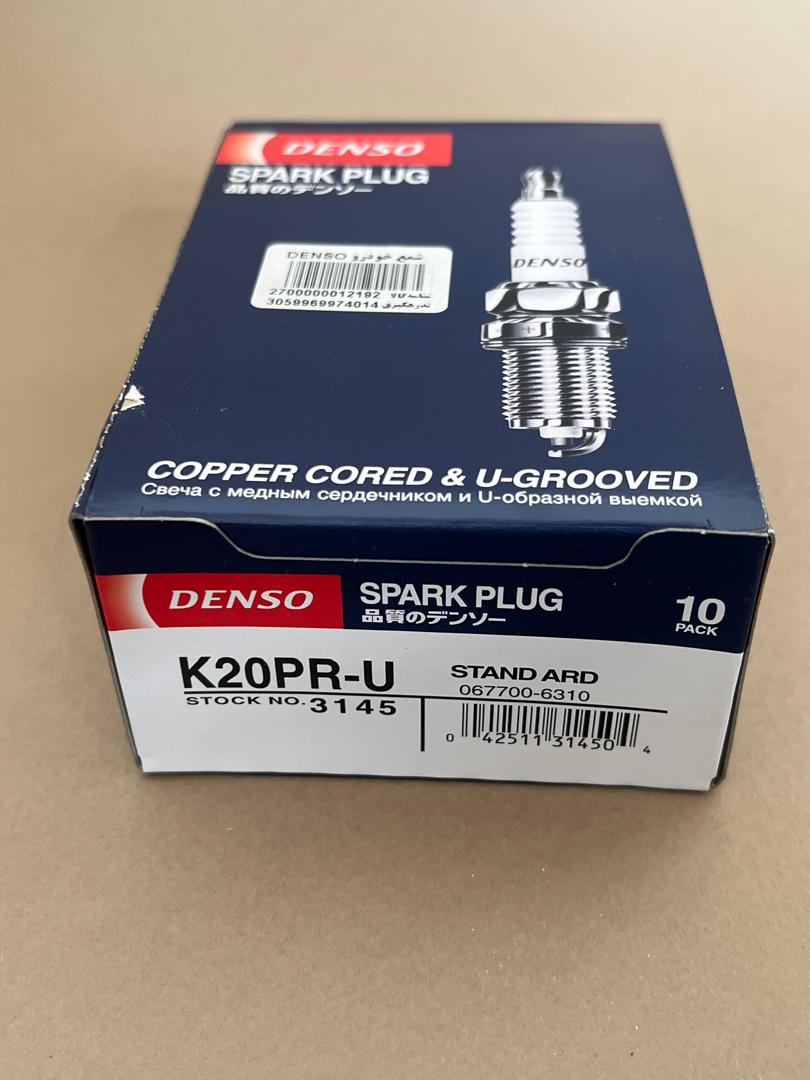 DENSO
SPARK PLUG
品質のデンソー
شمع خودرو DENSO
شناسه کالا 2700000012192
کدرهگیری 3059969974014
DENSO
COPPER CORED & U-GROOVED
Свеча с медным сердечником и U-образной выемкой
DENSO
SPARK PLUG
品質のデンソー
10
PACK
K20PR-U
STOCK NO. 3145
STAND ARD
067700-6310
0 42511 31450 4